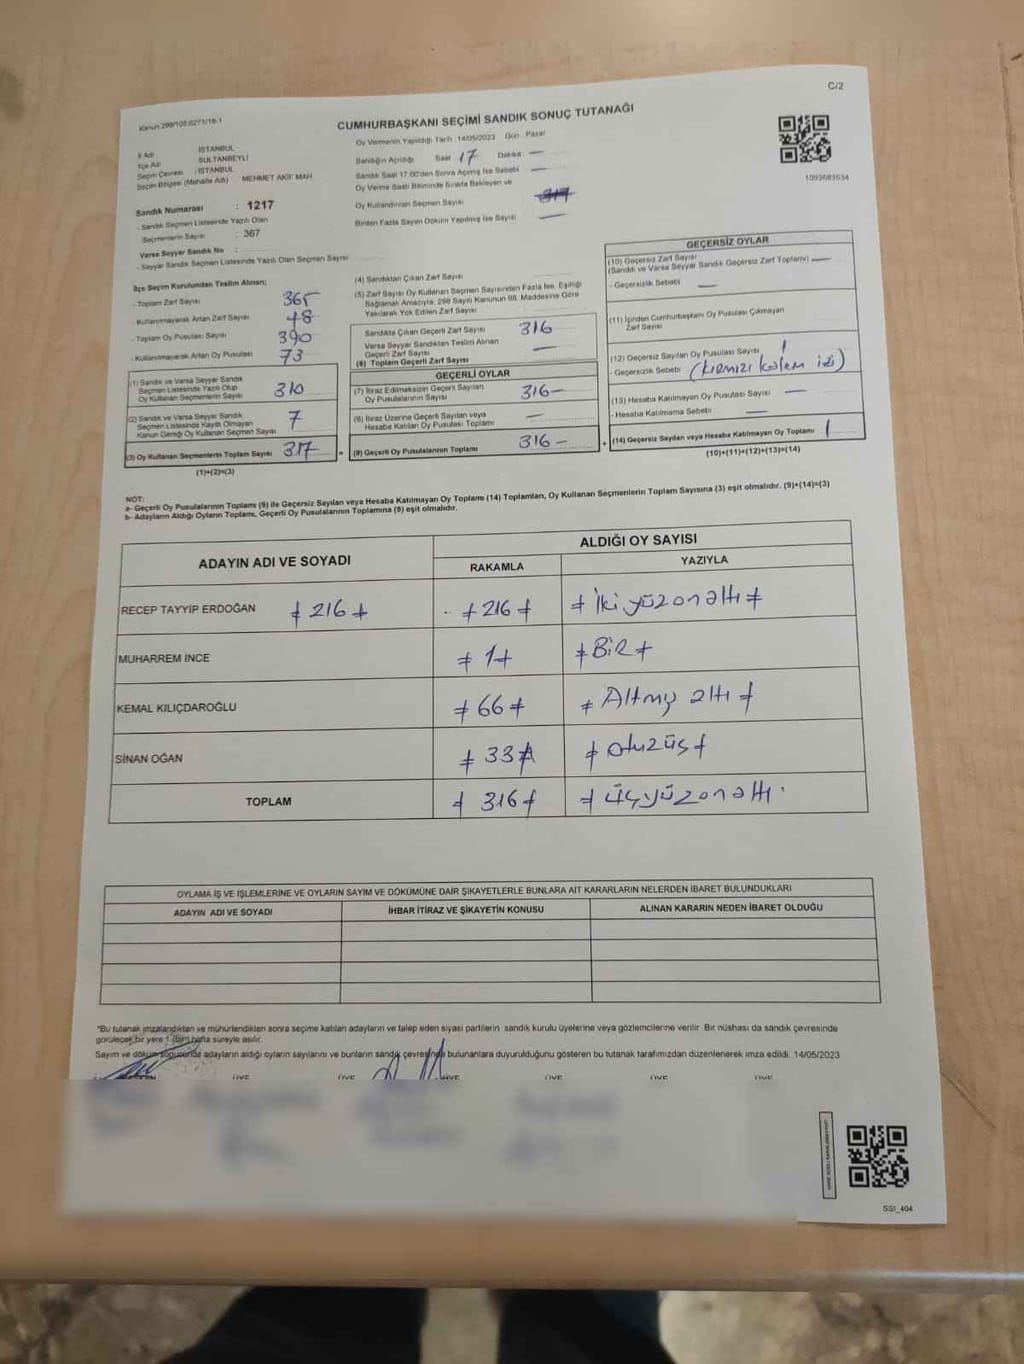 C/2
Kanun 298/105,6271/18-1
CUMHURBAŞKANI SEÇİMİ SANDIK SONUÇ TUTANAĞI
İl Adı : İSTANBUL
İlçe Adı : SULTANBEYLİ
Seçim Çevresi : İSTANBUL
Seçim Bölgesi (Mahalle Adı) MEHMET AKİF MAH
Sandık Numarası : 1217
- Sandık Seçmen Listesinde Yazılı Olan
Seçmenlerin Sayısı : 367
Varsa Seyyar Sandık No :
- Seyyar Sandık Seçmen Listesinde Yazılı Olan Seçmen Sayısı
Oy Vermenin Yapıldığı Tarih :14/05/2023 Gün : Pazar
Sandığın Açıldığı Saat 17 Dakika —
Sandık Saat 17:00'den Sonra Açılmış İse Sebebi —
Oy Verme Saati Bitiminde Sırada Bekleyen ve
Oy Kullandırılan Seçmen Sayısı 317
Birden Fazla Sayım Döküm Yapılmış İse Sayısı —
1093683534
İlçe Seçim Kurulundan Teslim Alınan;
- Toplam Zarf Sayısı 365
- Kullanılmayarak Artan Zarf Sayısı 48
- Toplam Oy Pusulası Sayısı 390
- Kullanılmayarak Artan Oy Pusulası 73
(1) Sandık ve Varsa Seyyar Sandık
Seçmen Listesinde Yazılı Olup
Oy Kullanan Seçmenlerin Sayısı 310
(2) Sandık ve Varsa Seyyar Sandık
Seçmen Listesinde Kayıtlı Olmayan
Kanun Gereği Oy Kullanan Seçmen Sayısı 7
(3) Oy Kullanan Seçmenlerin Toplam Sayısı 317
(1)+(2)=(3)
(4) Sandıktan Çıkan Zarf Sayısı
(5) Zarf Sayısı Oy Kullanan Seçmen Sayısından Fazla İse, Eşitliği
Sağlamak Amacıyla; 298 Sayılı Kanunun 98. Maddesine Göre
Yakılarak Yok Edilen Zarf Sayısı
Sandıkta Çıkan Geçerli Zarf Sayısı 316
Varsa Seyyar Sandıktan Teslim Alınan
Geçerli Zarf Sayısı —
(6) Toplam Geçerli Zarf Sayısı
GEÇERLİ OYLAR
(7) İtiraz Edilmeksizin Geçerli Sayılan
Oy Pusulalarının Sayısı 316-
(8) İtiraz Üzerine Geçerli Sayılan veya
Hesaba Katılan Oy Pusulası Toplamı —
= (9) Geçerli Oy Pusulalarının Toplamı 316-
GEÇERSİZ OYLAR
(10) Geçersiz Zarf Sayısı
(Sandık ve Varsa Seyyar Sandık Geçersiz Zarf Toplamı) —
- Geçersizlik Sebebi —
(11) İçinden Cumhurbaşkanı Oy Pusulası Çıkmayan
Zarf Sayısı
(12) Geçersiz Sayılan Oy Pusulası Sayısı 1
- Geçersizlik Sebebi (kırmızı kalem izi)
(13) Hesaba Katılmayan Oy Pusulası Sayısı —
- Hesaba Katılmama Sebebi —
+ (14) Geçersiz Sayılan veya Hesaba Katılmayan Oy Toplamı 1
(10)+(11)+(12)+(13)=(14)
NOT:
a- Geçerli Oy Pusulalarının Toplamı (9) ile Geçersiz Sayılan veya Hesaba Katılmayan Oy Toplamı (14) Toplamları, Oy Kullanan Seçmenlerin Toplam Sayısına (3) eşit olmalıdır. (9)+(14)=(3)
b- Adayların Aldığı Oyların Toplamı, Geçerli Oy Pusulalarının Toplamına (9) eşit olmalıdır.
ADAYIN ADI VE SOYADI
ALDIĞI OY SAYISI
RAKAMLA YAZIYLA
RECEP TAYYİP ERDOĞAN ≠216≠ ≠216≠ ≠ İki yüz on altı ≠
MUHARREM İNCE ≠1≠ ≠BİR≠
KEMAL KILIÇDAROĞLU ≠66≠ ≠ Altmış altı ≠
SİNAN OĞAN ≠33≠ ≠ otuzüç ≠
TOPLAM ≠316≠ ≠ üçyüzonaltı
OYLAMA İŞ VE İŞLEMLERİNE VE OYLARIN SAYIM VE DÖKÜMÜNE DAİR ŞİKAYETLERLE BUNLARA AİT KARARLARIN NELERDEN İBARET BULUNDUKLARI
ADAYIN ADI VE SOYADI İHBAR İTİRAZ VE ŞİKAYETİN KONUSU ALINAN KARARIN NEDEN İBARET OLDUĞU
*Bu tutanak imzalandıktan ve mühürlendikten sonra seçime katılan adayların ve talep eden siyasi partilerin sandık kurulu üyelerine veya gözlemcilerine verilir. Bir nüshası da sandık çevresinde
görülecek bir yere 1 (bir) hafta süreyle asılır.
Sayım ve döküm sonucunda adayların aldığı oyların sayılarını ve bunların sandık çevresinde bulunanlara duyurulduğunu gösteren bu tutanak tarafımızdan düzenlenerek imza edildi. 14/05/2023
ÜYE ÜYE ÜYE ÜYE ÜYE ÜYE
SSI_404